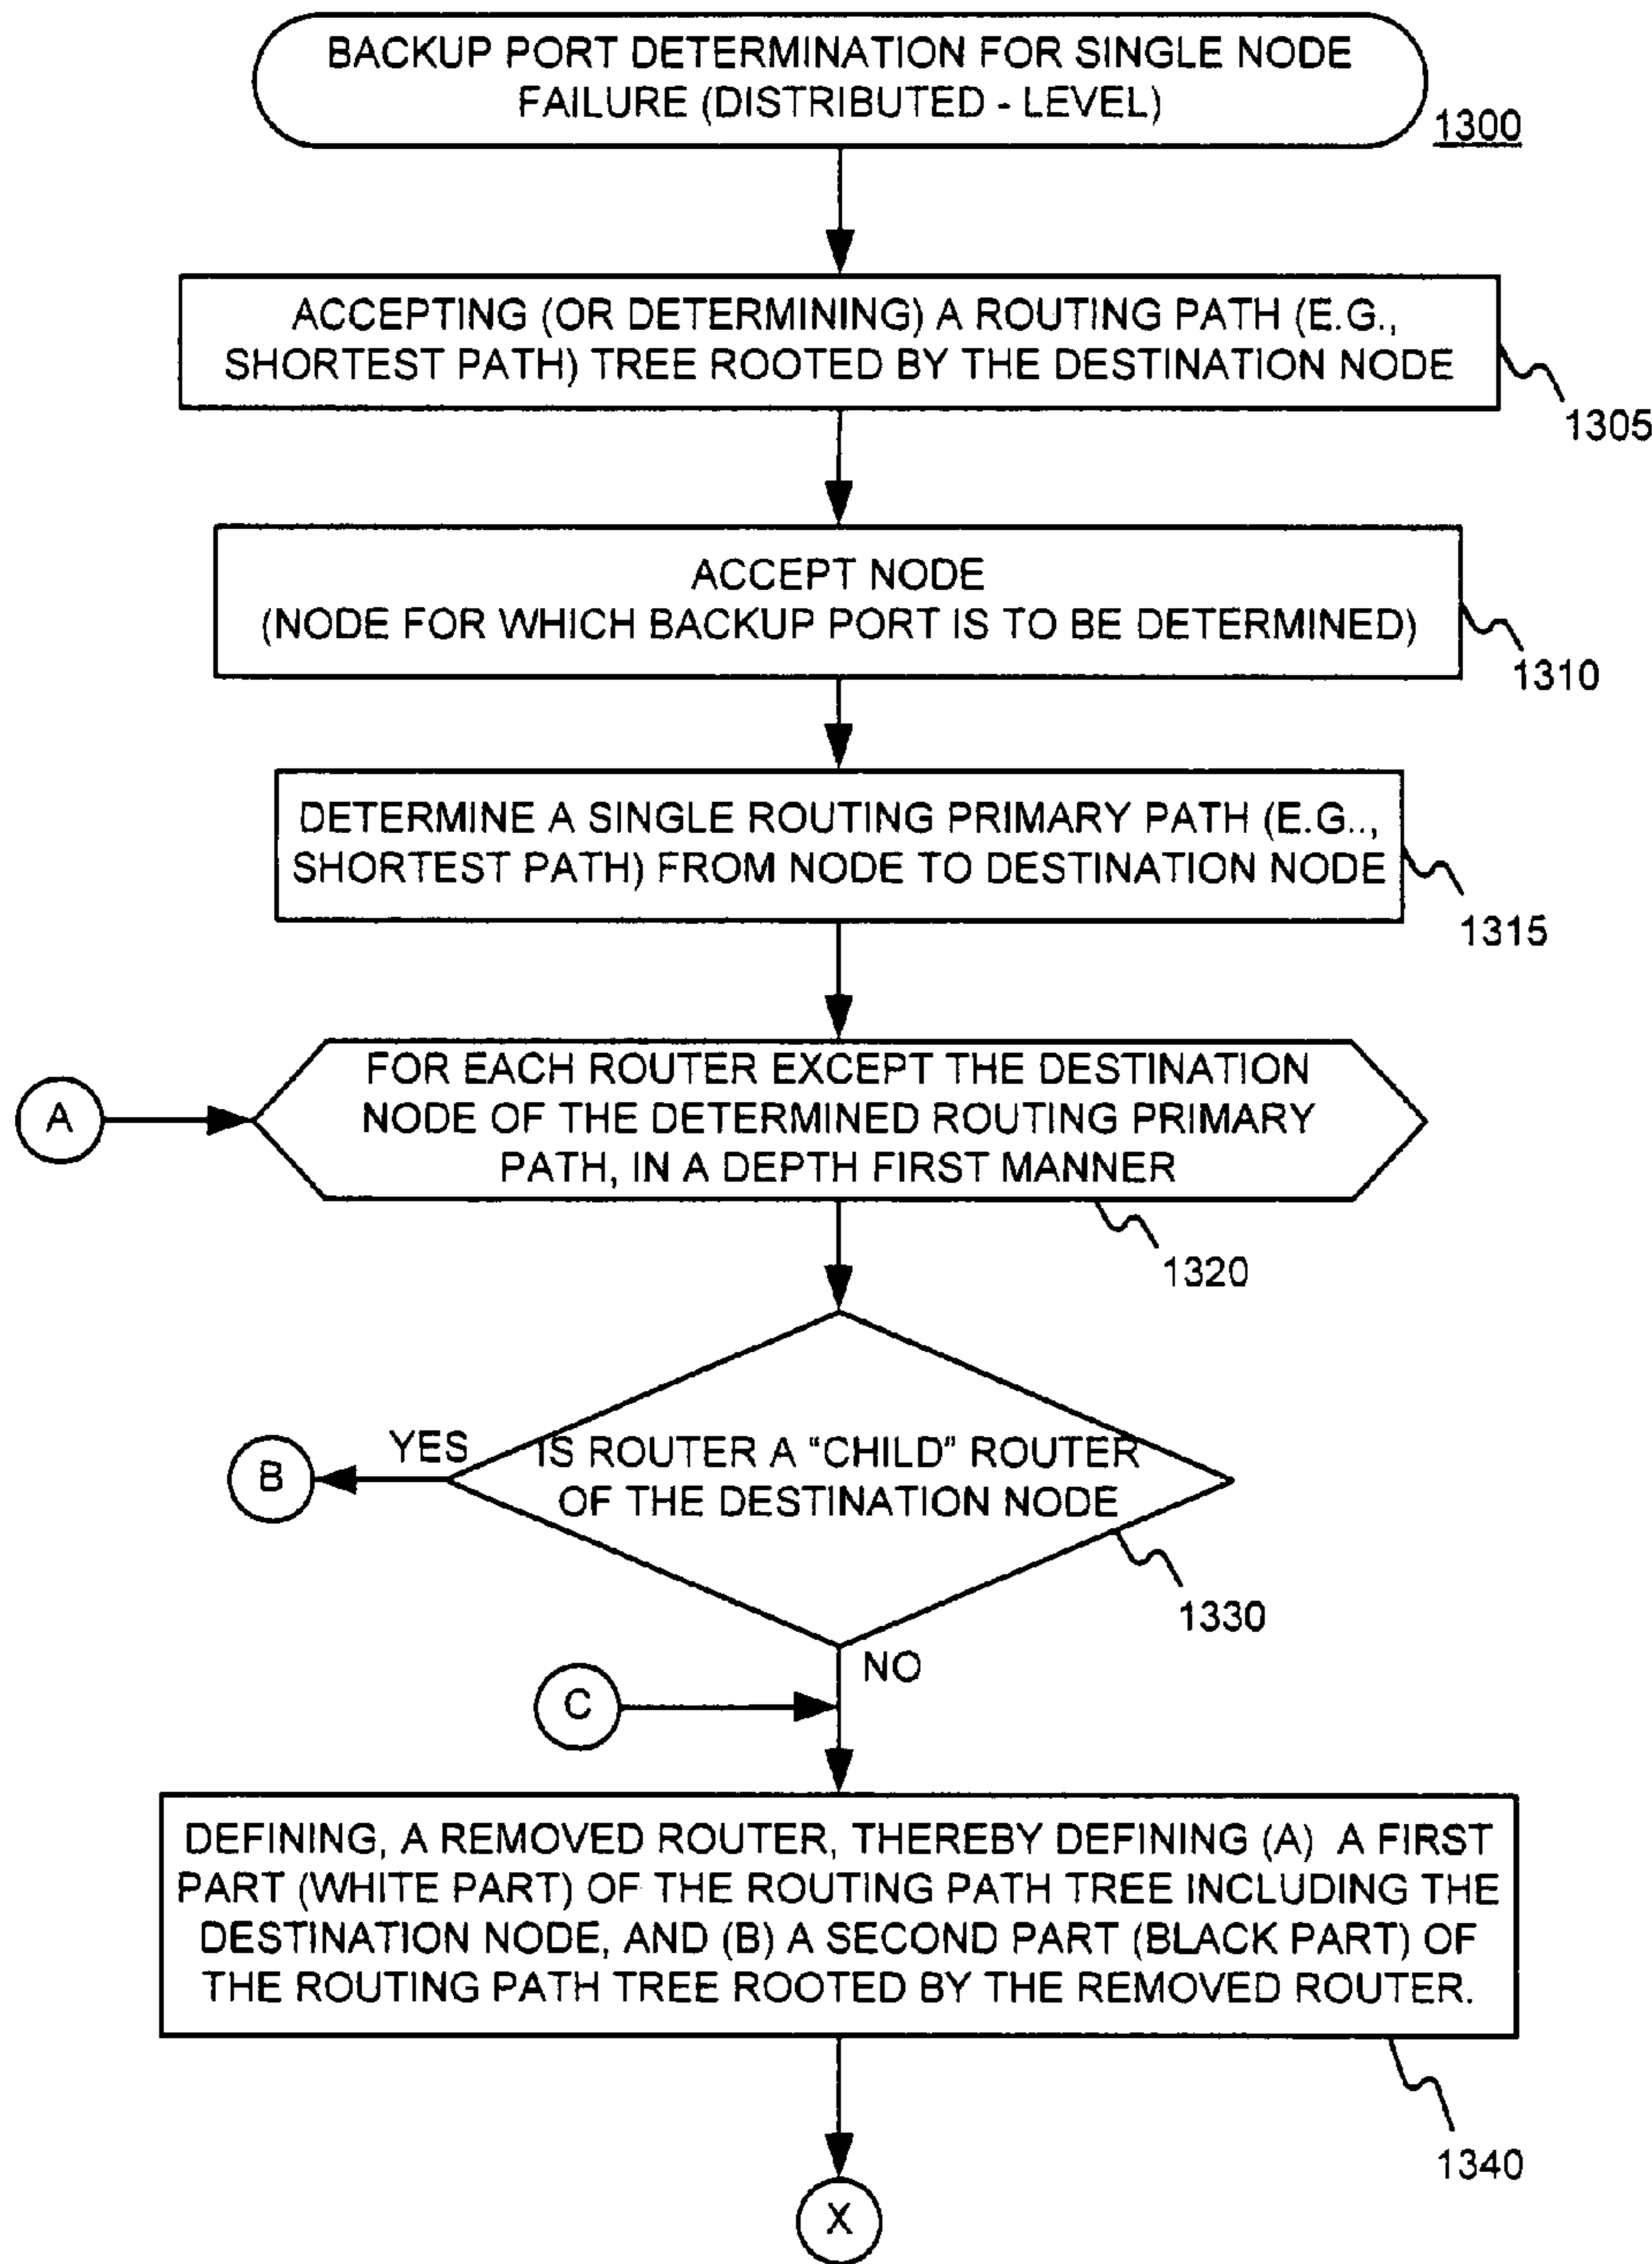 BACKUP PORT DETERMINATION FOR SINGLE NODE
FAILURE (DISTRIBUTED - LEVEL)
1300
ACCEPTING (OR DETERMINING) A ROUTING PATH (E.G.,
SHORTEST PATH) TREE ROOTED BY THE DESTINATION NODE
1305
ACCEPT NODE
(NODE FOR WHICH BACKUP PORT IS TO BE DETERMINED)
1310
DETERMINE A SINGLE ROUTING PRIMARY PATH (E.G..,
SHORTEST PATH) FROM NODE TO DESTINATION NODE
1315
A
FOR EACH ROUTER EXCEPT THE DESTINATION
NODE OF THE DETERMINED ROUTING PRIMARY
PATH, IN A DEPTH FIRST MANNER
1320
B
YES
IS ROUTER A "CHILD" ROUTER
OF THE DESTINATION NODE
1330
NO
C
DEFINING, A REMOVED ROUTER, THEREBY DEFINING (A) A FIRST
PART (WHITE PART) OF THE ROUTING PATH TREE INCLUDING THE
DESTINATION NODE, AND (B) A SECOND PART (BLACK PART) OF
THE ROUTING PATH TREE ROOTED BY THE REMOVED ROUTER.
1340
X